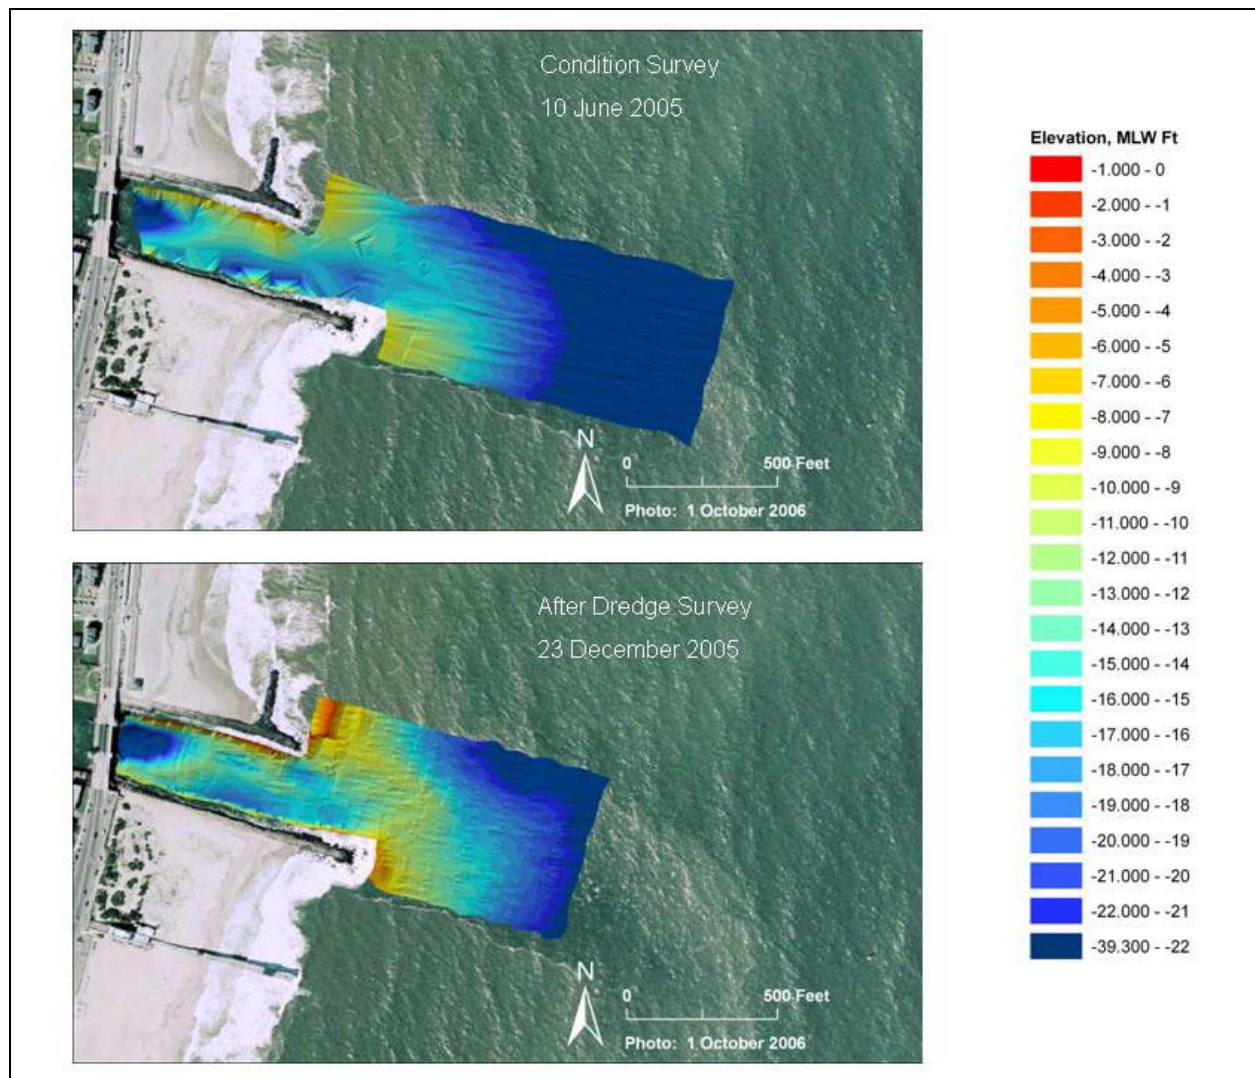 Condition Survey
10 June 2005
N
0 500 Feet
Photo: 1 October 2006
After Dredge Survey
23 December 2005
N
0 500 Feet
Photo: 1 October 2006
Elevation, MLW Ft
-1.000 - 0
-2.000 - -1
-3.000 - -2
-4.000 - -3
-5.000 - -4
-6.000 - -5
-7.000 - -6
-8.000 - -7
-9.000 - -8
-10.000 - -9
-11.000 - -10
-12.000 - -11
-13.000 - -12
-14.000 - -13
-15.000 - -14
-16.000 - -15
-17.000 - -16
-18.000 - -17
-19.000 - -18
-20.000 - -19
-21.000 - -20
-22.000 - -21
-39.300 - -22